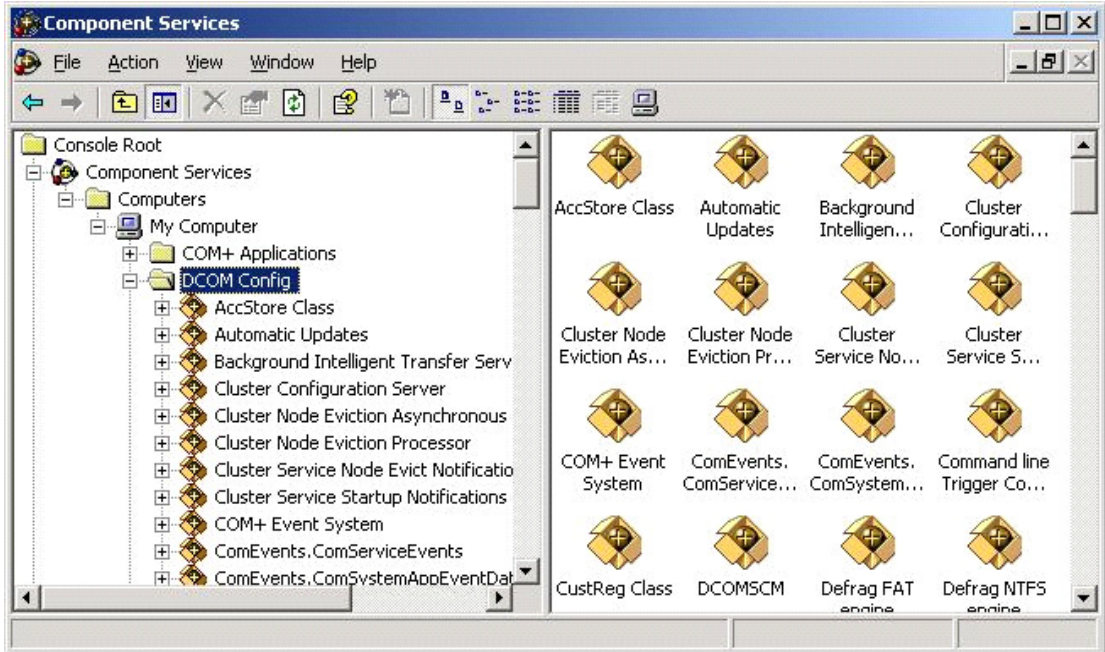 Component Services
File Action View Window Help
Console Root
Component Services
Computers
My Computer
COM+ Applications
DCOM Config
AccStore Class
Automatic Updates
Background Intelligent Transfer Serv
Cluster Configuration Server
Cluster Node Eviction Asynchronous
Cluster Node Eviction Processor
Cluster Service Node Evict Notificatio
Cluster Service Startup Notifications
COM+ Event System
ComEvents.ComServiceEvents
ComEvents.ComSystemAppEventDat
AccStore Class
Automatic
Updates
Background
Intelligen...
Cluster
Configurati...
Cluster Node
Eviction As...
Cluster Node
Eviction Pr...
Cluster
Service No...
Cluster
Service S...
COM+ Event
System
ComEvents.
ComService...
ComEvents.
ComSystem...
Command line
Trigger Co...
CustReg Class
DCOMSCM
Defrag FAT
engine
Defrag NTFS
engine